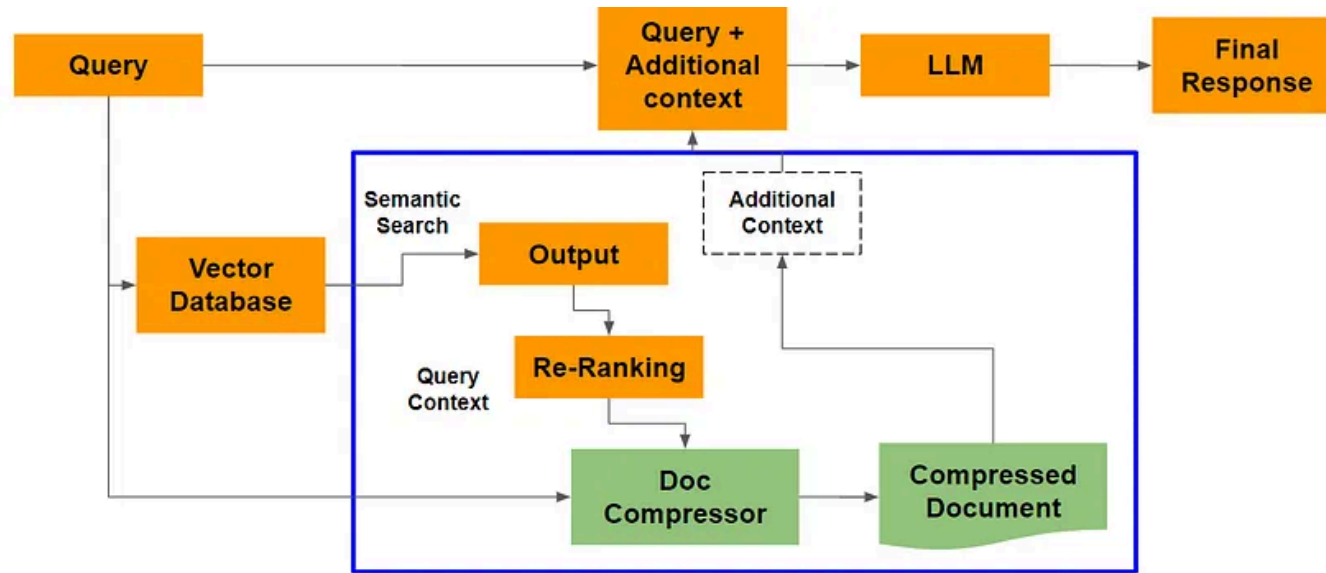 Query
Query +
Additional
context
LLM
Final
Response
Semantic
Search
Additional
Context
Vector
Database
Output
Re-Ranking
Query
Context
Doc
Compressor
Compressed
Document